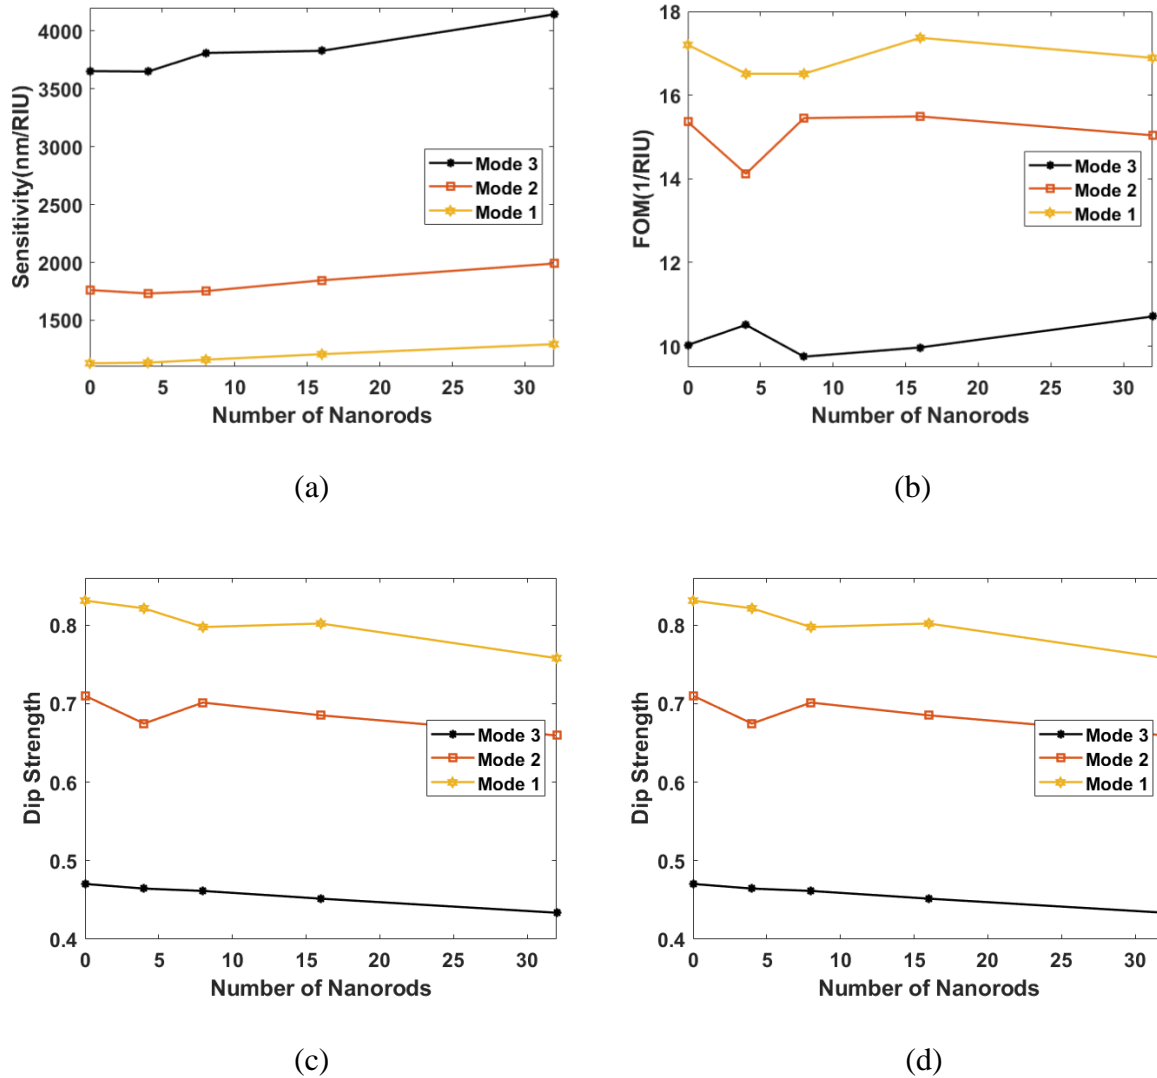 4000
3500
3000
2500
2000
1500
Sensitivity(nm/RIU)
Mode 3
Mode 2
Mode 1
0 5 10 15 20 25 30
Number of Nanorods
(a)
18
16
14
12
10
FOM(1/RIU)
Mode 3
Mode 2
Mode 1
0 5 10 15 20 25 30
Number of Nanorods
(b)
0.8
0.7
0.6
0.5
0.4
Dip Strength
Mode 3
Mode 2
Mode 1
0 5 10 15 20 25 30
Number of Nanorods
(c)
0.8
0.7
0.6
0.5
0.4
Dip Strength
Mode 3
Mode 2
Mode 1
0 5 10 15 20 25 30
Number of Nanorods
(d)